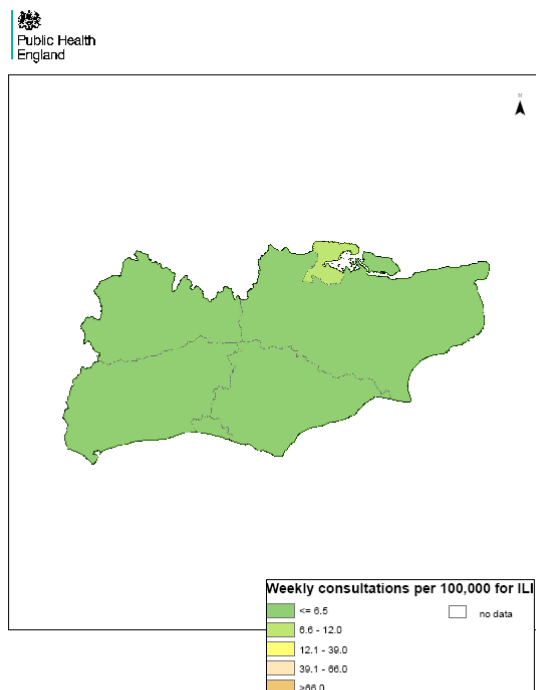 Public Health
England
N
Weekly consultations per 100,000 for ILI
<= 6.5
no data
6.6 - 12.0
12.1 - 39.0
39.1 - 66.0
>66.0